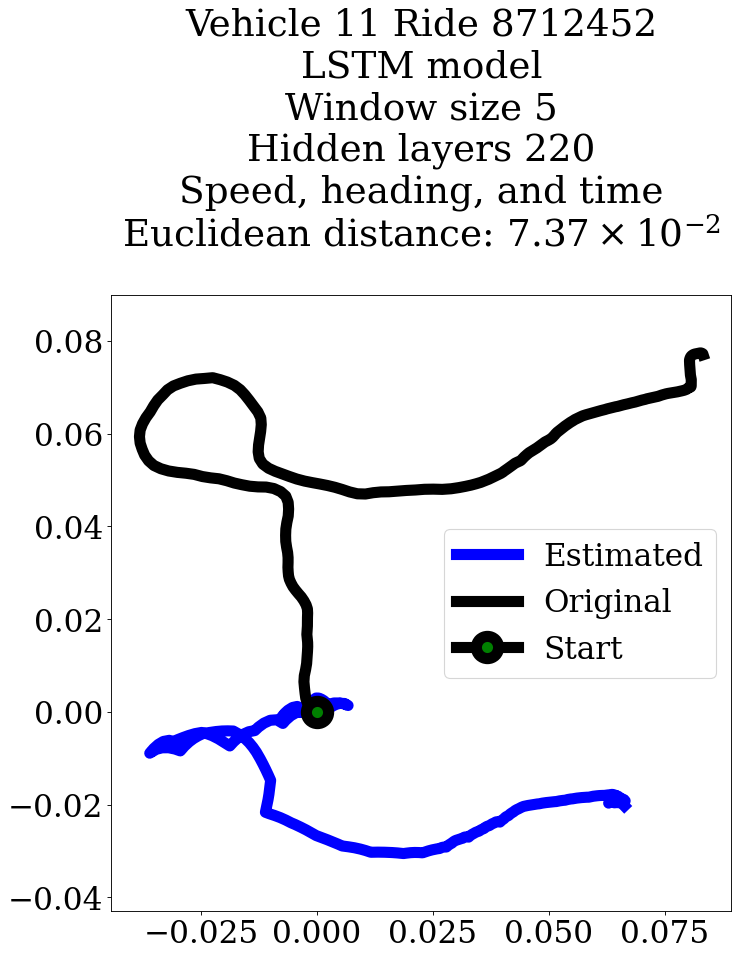 Vehicle 11 Ride 8712452
LSTM model
Window size 5
Hidden layers 220
Speed, heading, and time
Euclidean distance: 7.37 × 10⁻²
0.08
0.06
0.04
0.02
0.00
−0.02
−0.04
Estimated
Original
Start
−0.025 0.000 0.025 0.050 0.075